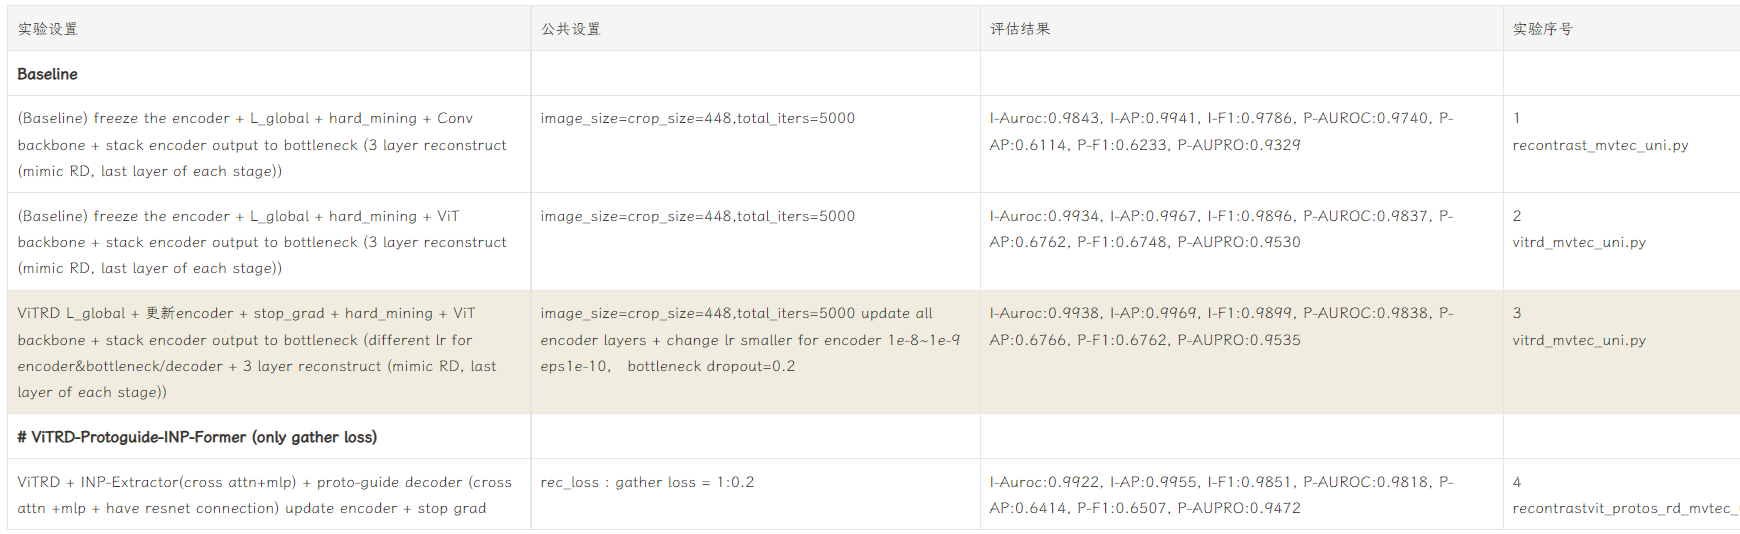 实验设置
公共设置
评估结果
实验序号
Baseline
(Baseline) freeze the encoder + L_global + hard_mining + Conv
backbone + stack encoder output to bottleneck (3 layer reconstruct
(mimic RD, last layer of each stage))
image_size=crop_size=448,total_iters=5000
I-Auroc:0.9843, I-AP:0.9941, I-F1:0.9786, P-AUROC:0.9740, P-
AP:0.6114, P-F1:0.6233, P-AUPRO:0.9329
1
recontrast_mvtec_uni.py
(Baseline) freeze the encoder + L_global + hard_mining + ViT
backbone + stack encoder output to bottleneck (3 layer reconstruct
(mimic RD, last layer of each stage))
image_size=crop_size=448,total_iters=5000
I-Auroc:0.9934, I-AP:0.9967, I-F1:0.9896, P-AUROC:0.9837, P-
AP:0.6762, P-F1:0.6748, P-AUPRO:0.9530
2
vitrd_mvtec_uni.py
ViTRD L_global + 更新encoder + stop_grad + hard_mining + ViT
backbone + stack encoder output to bottleneck (different lr for
encoder&bottleneck/decoder + 3 layer reconstruct (mimic RD, last
layer of each stage))
image_size=crop_size=448,total_iters=5000 update all
encoder layers + change lr smaller for encoder 1e-8~1e-9
eps1e-10,   bottleneck dropout=0.2
I-Auroc:0.9938, I-AP:0.9969, I-F1:0.9899, P-AUROC:0.9838, P-
AP:0.6766, P-F1:0.6762, P-AUPRO:0.9535
3
vitrd_mvtec_uni.py
# ViTRD-Protoguide-INP-Former (only gather loss)
ViTRD + INP-Extractor(cross attn+mlp) + proto-guide decoder (cross
attn +mlp + have resnet connection) update encoder + stop grad
rec_loss : gather loss = 1:0.2
I-Auroc:0.9922, I-AP:0.9955, I-F1:0.9851, P-AUROC:0.9818, P-
AP:0.6414, P-F1:0.6507, P-AUPRO:0.9472
4
recontrastvit_protos_rd_mvtec_